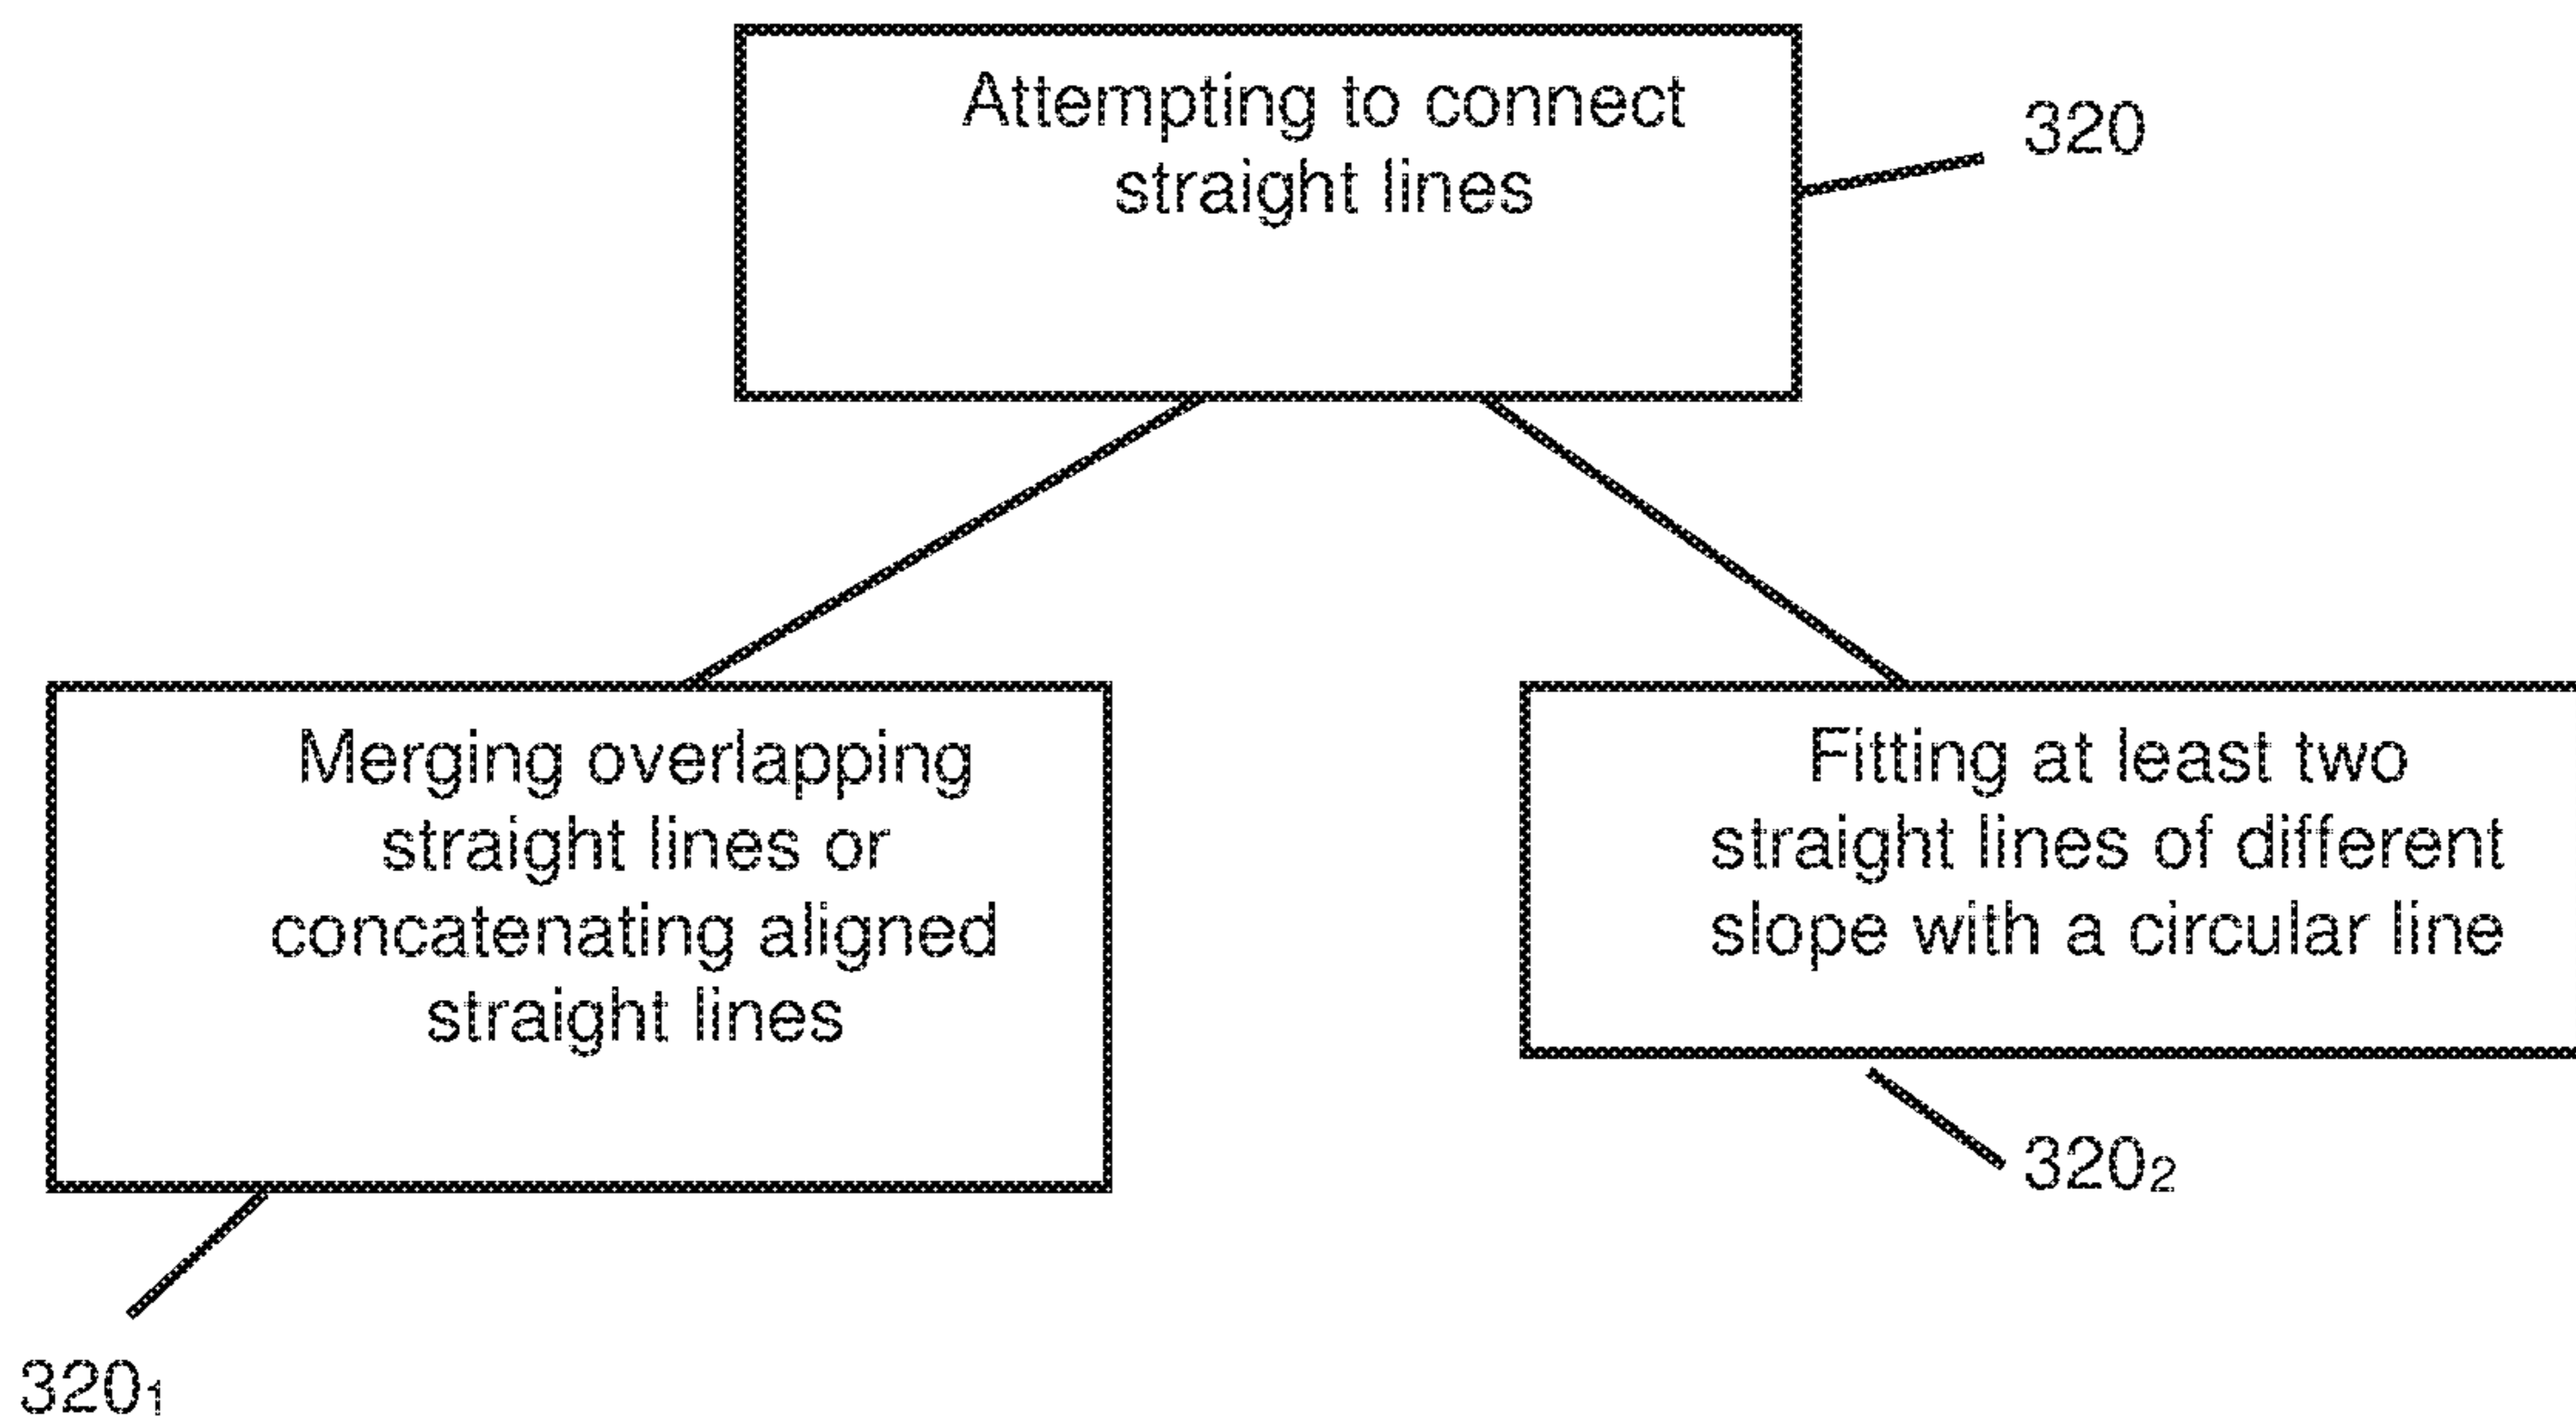 Attempting to connect
straight lines
320
Merging overlapping
straight lines or
concatenating aligned
straight lines
Fitting at least two
straight lines of different
slope with a circular line
320₂
320₁